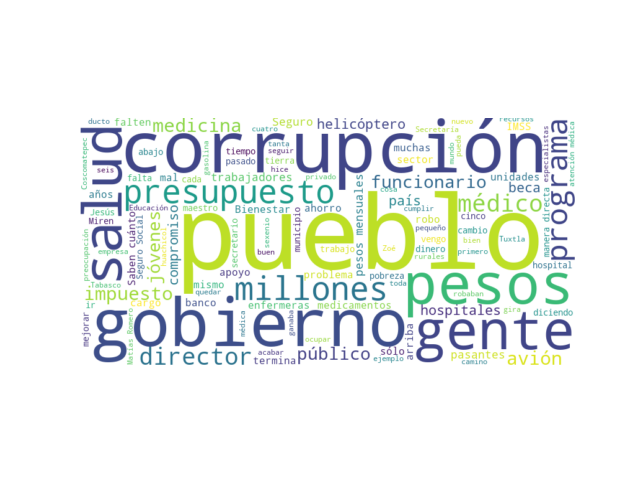 ducto falten medicina Seguro helicóptero Secretaría nuevo recursos
cuatro IMSS
corrupción
salud
programa
Coscomatepec abajo tiempo tanta seguir muchas puede Mundo especialistas atención médica
seis falta mal cada trabajadores pasado tierra sector unidades
gasolina hice
años presupuesto funcionario médico
Jesús Educación maestro Bienestar ahorro país beca manera directa
Miren pesos mensuales cosa cumplir
jóvenes compromiso robo cinco
pueblo
preocupación Saben cuánto Seguro Social secretario sexenio municipio pequeño cambio bien Tuxtla
empresa buen trabajo Zoé vengo primero
humanista
Tabasco apoyo problema pobreza dinero rurales hospital
impuesto mismo millones toda pesos
ir cargo quedar banco enfermeras medicamentos hospitales robaban gira diciendo
mejorar Matías Romero gobierno médica ganaba privado arriba gente
ocupar
director acabar termina ejemplo público sólo camino pasantes avión